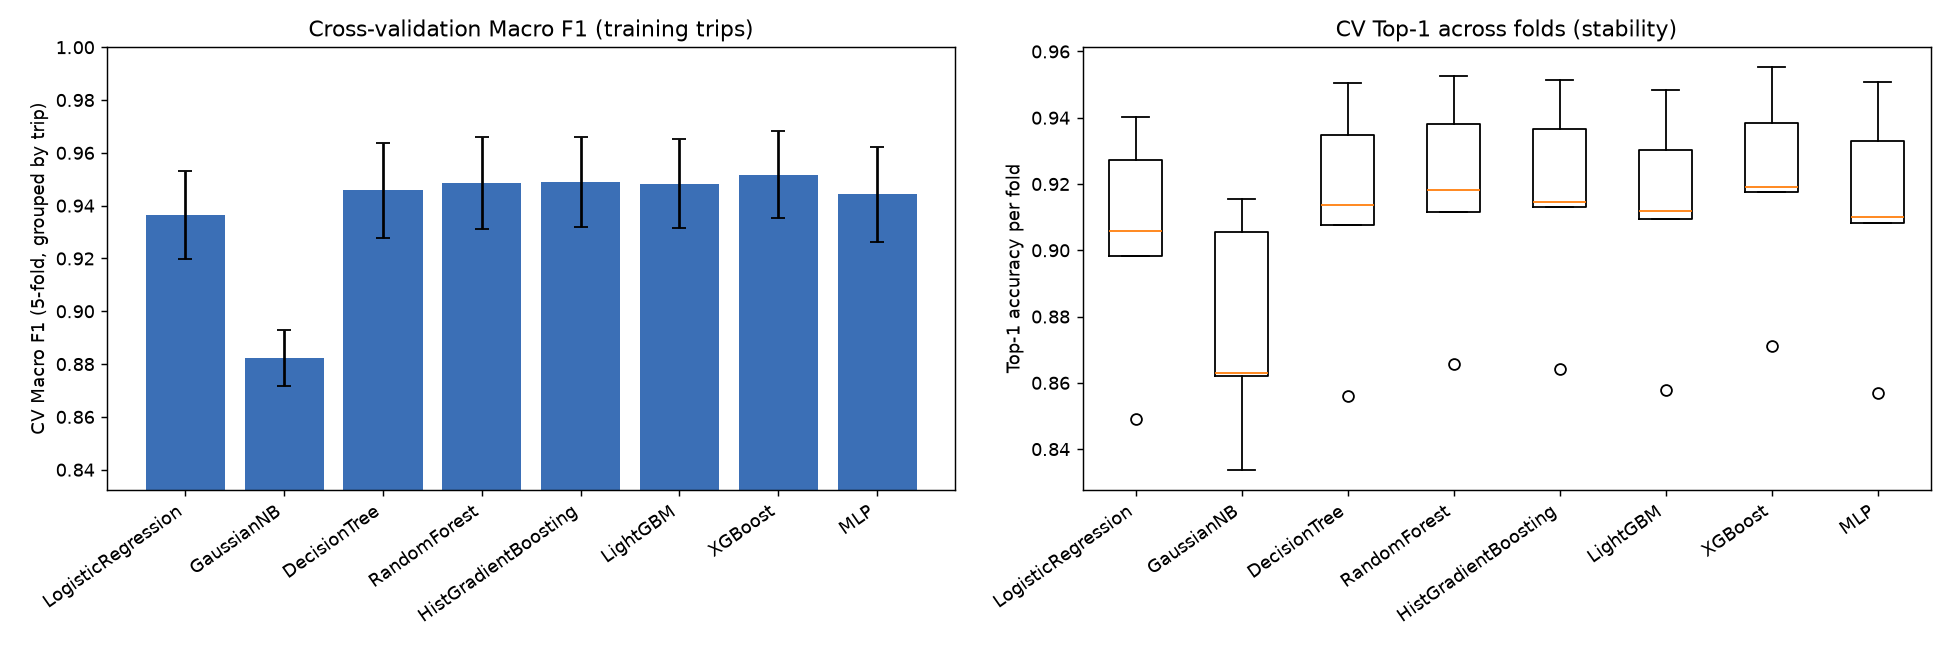 Cross-validation Macro F1 (training trips)
CV Macro F1 (5-fold, grouped by trip)
1.00
0.98
0.96
0.94
0.92
0.90
0.88
0.86
0.84
LogisticRegression
GaussianNB
DecisionTree
RandomForest
HistGradientBoosting
LightGBM
XGBoost
MLP
CV Top-1 across folds (stability)
Top-1 accuracy per fold
0.96
0.94
0.92
0.90
0.88
0.86
0.84
LogisticRegression
GaussianNB
DecisionTree
RandomForest
HistGradientBoosting
LightGBM
XGBoost
MLP